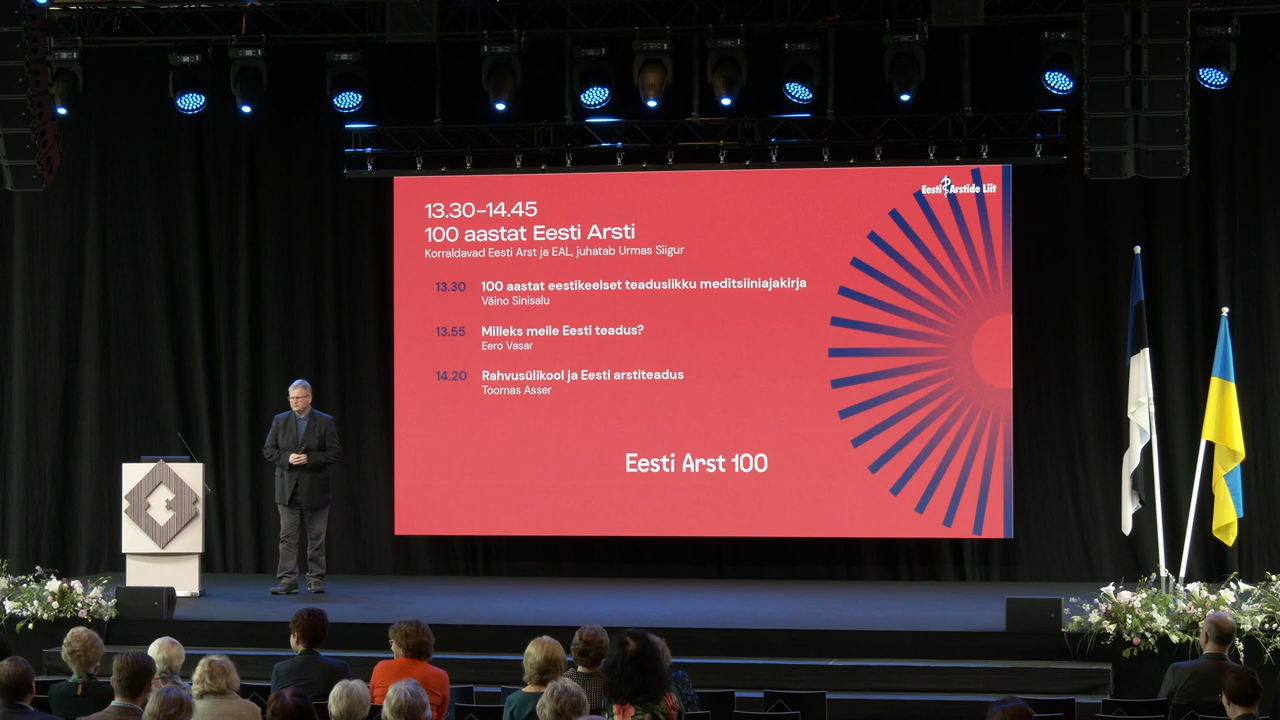 Eesti Arstide Liit
13.30–14.45
100 aastat Eesti Arsti
Korraldavad Eesti Arst ja EAL, juhatab Urmas Siigur
13.30 100 aastat eestikeelset teaduslikku meditsiiniajakirja
Väino Sinisalu
13.55 Milleks meile Eesti teadus?
Eero Vasar
14.20 Rahvusülikool ja Eesti arstiteadus
Toomas Asser
Eesti Arst 100